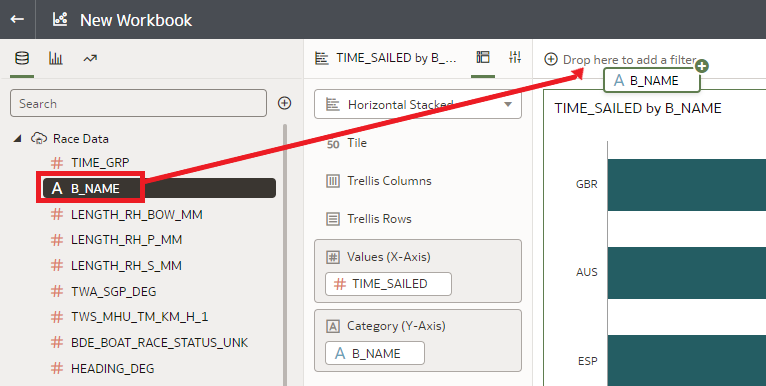 New Workbook
TIME_SAILED by B_...
Drop here to add a filter
A B_NAME
Search
Horizontal Stacked
TIME_SAILED by B_NAME
Race Data
50 Tile
# TIME_GRP
A B_NAME
Trellis Columns
GBR
# LENGTH_RH_BOW_MM
Trellis Rows
# LENGTH_RH_P_MM
# Values (X-Axis)
# LENGTH_RH_S_MM
# TIME_SAILED
AUS
# TWA_SGP_DEG
# TWS_MHU_TM_KM_H_1
A Category (Y-Axis)
# BDE_BOAT_RACE_STATUS_UNK
A B_NAME
ESP
# HEADING_DEG